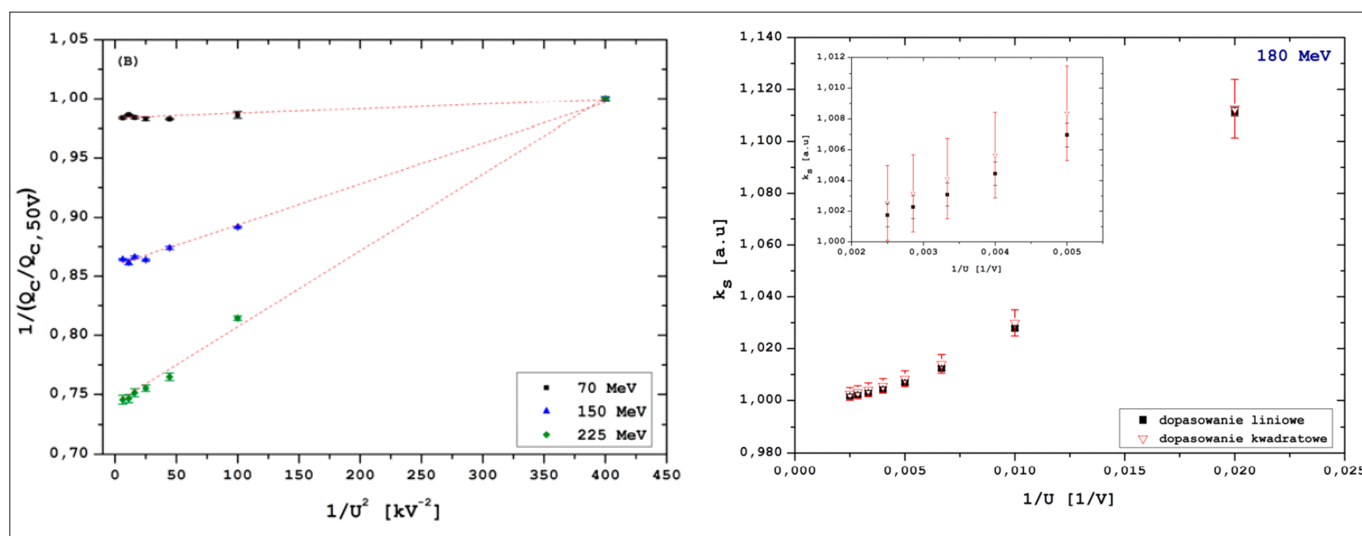 1,05
1,00
0,95
0,90
0,85
0,80
0,75
0,70
1/(Q_C/Q_C,50V)
(B)
70 MeV
150 MeV
225 MeV
0 50 100 150 200 250 300 350 400 450
1/U² [kV⁻²]
1,140
1,120
1,100
1,080
1,060
1,040
1,020
1,000
0,980
k_S [a.u]
180 MeV
1,012
1,010
1,008
1,006
1,004
1,002
1,000
k_S [a.u]
0,002 0,003 0,004 0,005
1/U [1/V]
dopasowanie liniowe
dopasowanie kwadratowe
0,000 0,005 0,010 0,015 0,020 0,025
1/U [1/V]